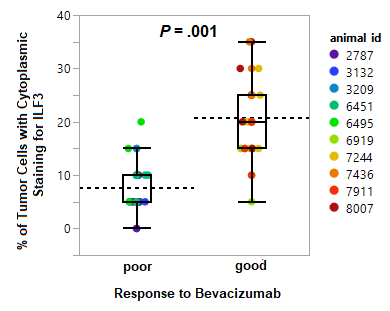 % of Tumor Cells with Cytoplasmic
Staining for ILF3
40
30
20
10
0
P = .001
poor
good
Response to Bevacizumab
animal id
2787
3132
3209
6451
6495
6919
7244
7436
7911
8007